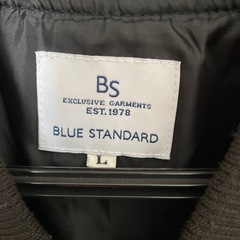 BS
EXCLUSIVE GARMENTS
EST.1978
BLUE STANDARD
L